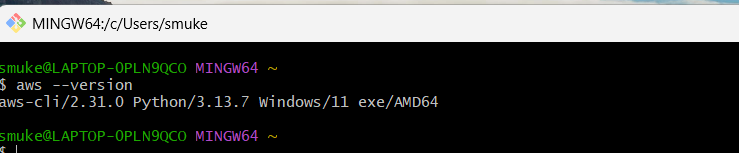 MINGW64:/c/Users/smuke
smuke@LAPTOP-0PLN9QCO MINGW64 ~
$ aws --version
aws-cli/2.31.0 Python/3.13.7 Windows/11 exe/AMD64
smuke@LAPTOP-0PLN9QCO MINGW64 ~
$